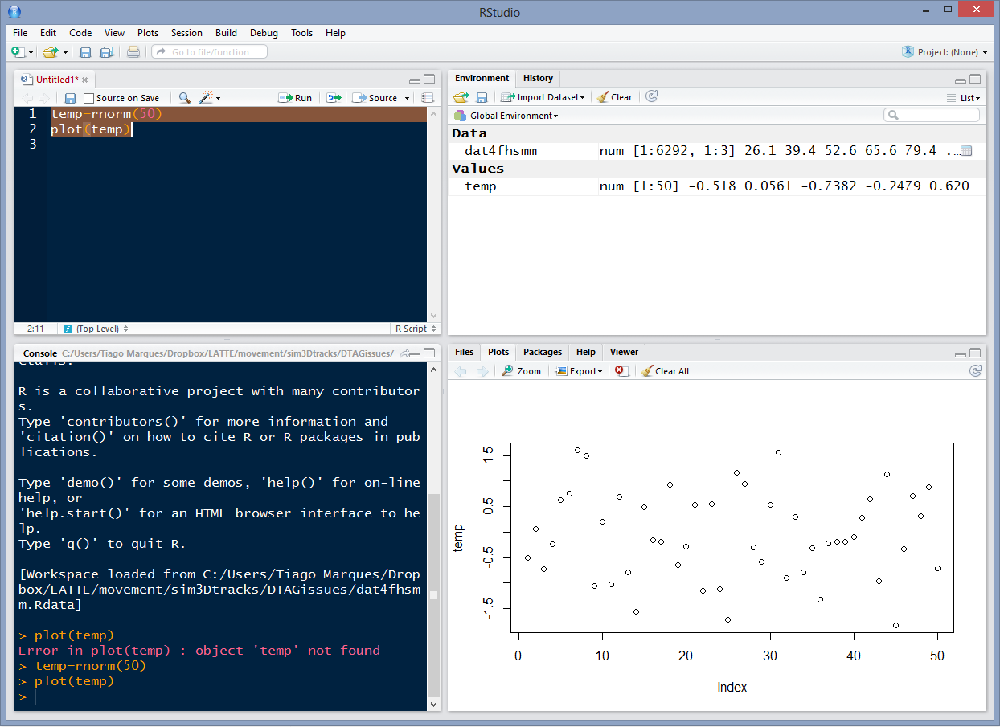 RStudio
File Edit Code View Plots Session Build Debug Tools Help
Go to file/function
Project: (None)
Untitled1*
Source on Save
Run
Source
1 temp=rnorm(50)
2 plot(temp)
3
2:11
(Top Level)
R Script
Console C:/Users/Tiago Marques/Dropbox/LATTE/movement/sim3Dtracks/DTAGissues/
R is a collaborative project with many contributor
s.
Type 'contributors()' for more information and
'citation()' on how to cite R or R packages in pub
lications.
Type 'demo()' for some demos, 'help()' for on-line
help, or
'help.start()' for an HTML browser interface to he
lp.
Type 'q()' to quit R.
[Workspace loaded from C:/Users/Tiago Marques/Drop
box/LATTE/movement/sim3Dtracks/DTAGissues/dat4fhsm
m.Rdata]
> plot(temp)
Error in plot(temp) : object 'temp' not found
> temp=rnorm(50)
> plot(temp)
>
Environment History
Import Dataset Clear
List
Global Environment
Data
dat4fhsmm num [1:6292, 1:3] 26.1 39.4 52.6 65.6 79.4 ...
Values
temp num [1:50] -0.518 0.0561 -0.7382 -0.2479 0.620...
Files Plots Packages Help Viewer
Zoom Export Clear All
1.5
0.5
-0.5
-1.5
temp
0 10 20 30 40 50
Index